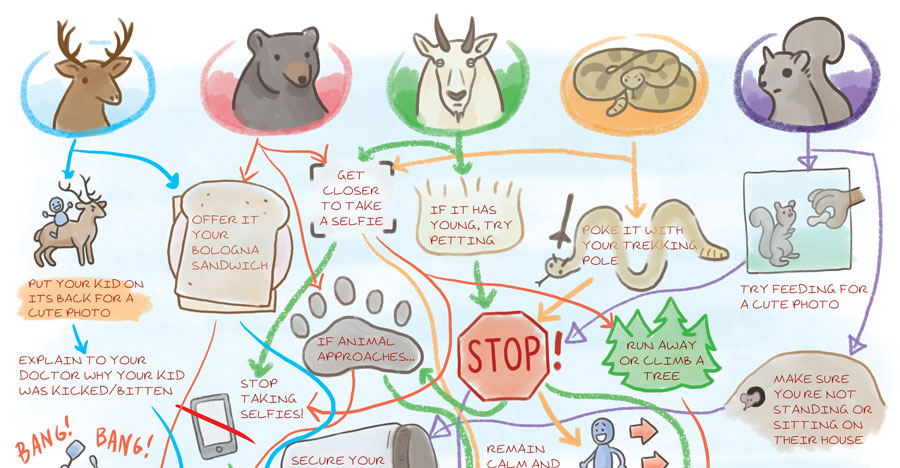 GET
CLOSER
TO TAKE
A SELFIE
OFFER IT
YOUR
BOLOGNA
SANDWICH
IF IT HAS
YOUNG, TRY
PETTING
POKE IT WITH
YOUR TREKKING
POLE
PUT YOUR KID ON
ITS BACK FOR A
CUTE PHOTO
TRY FEEDING FOR
A CUTE PHOTO
EXPLAIN TO YOUR
DOCTOR WHY YOUR KID
WAS KICKED/BITTEN
IF ANIMAL
APPROACHES...
STOP!
RUN AWAY
OR CLIMB A
TREE
STOP
TAKING
SELFIES!
MAKE SURE
YOU'RE NOT
STANDING OR
SITTING ON
THEIR HOUSE
BANG! BANG!
SECURE YOUR
REMAIN
CALM AND